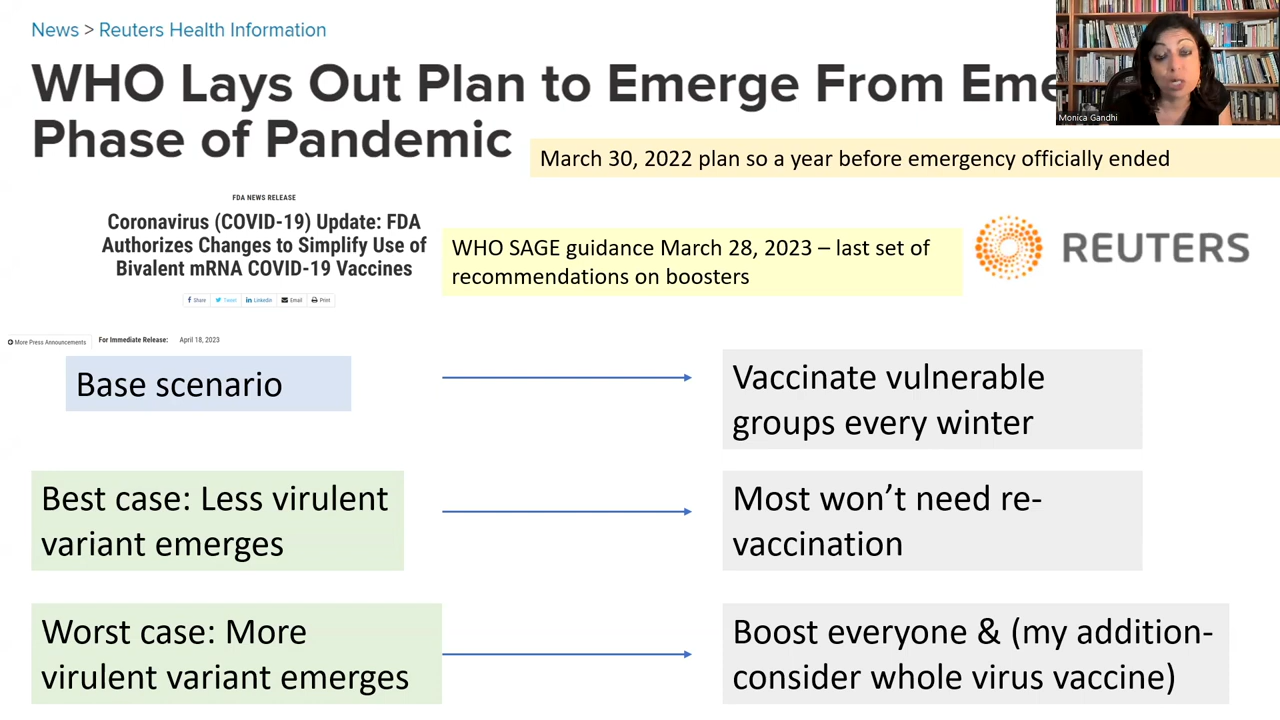 News > Reuters Health Information
WHO Lays Out Plan to Emerge From Eme
Phase of Pandemic
Monica Gandhi
March 30, 2022 plan so a year before emergency officially ended
FDA NEWS RELEASE
Coronavirus (COVID-19) Update: FDA
Authorizes Changes to Simplify Use of
Bivalent mRNA COVID-19 Vaccines
Share Tweet Linkedin Email Print
More Press Announcements
For Immediate Release: April 18, 2023
WHO SAGE guidance March 28, 2023 – last set of
recommendations on boosters
REUTERS
Base scenario
Vaccinate vulnerable
groups every winter
Best case: Less virulent
variant emerges
Most won’t need re-
vaccination
Worst case: More
virulent variant emerges
Boost everyone & (my addition-
consider whole virus vaccine)